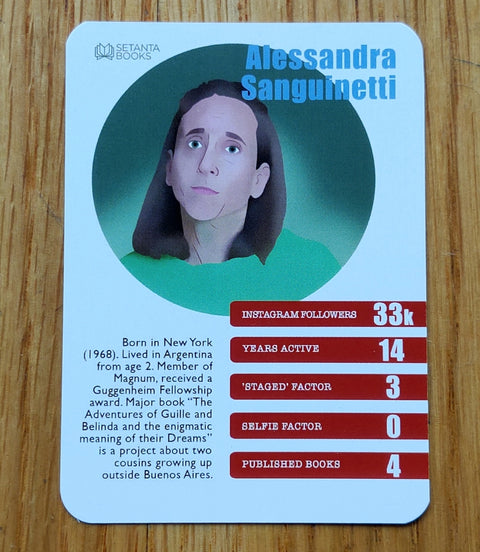 SETANTA
BOOKS
Alessandra
Sanguinetti
INSTAGRAM FOLLOWERS 33k
YEARS ACTIVE 14
'STAGED' FACTOR 3
SELFIE FACTOR 0
PUBLISHED BOOKS 4
Born in New York
(1968). Lived in Argentina
from age 2. Member of
Magnum, received a
Guggenheim Fellowship
award. Major book “The
Adventures of Guille and
Belinda and the enigmatic
meaning of their Dreams”
is a project about two
cousins growing up
outside Buenos Aires.